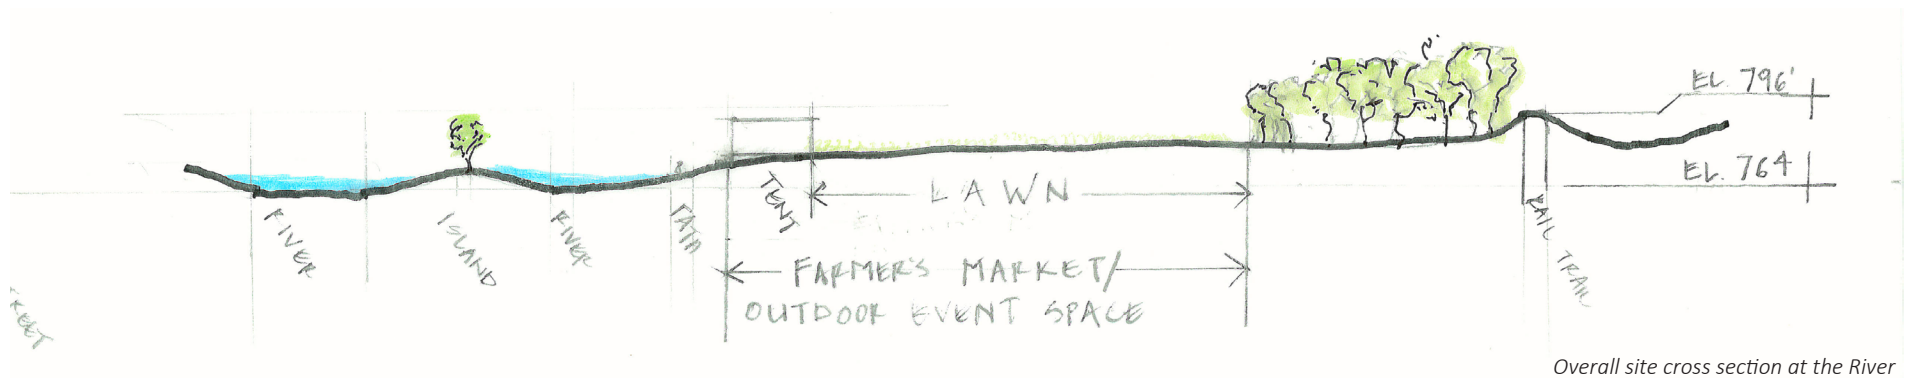 EL. 796'
EL. 764
RIVER
ISLAND
RIVER
PATH
TENT
LAWN
RAIL TRAIL
FARMER'S MARKET/
OUTDOOR EVENT SPACE
Overall site cross section at the River